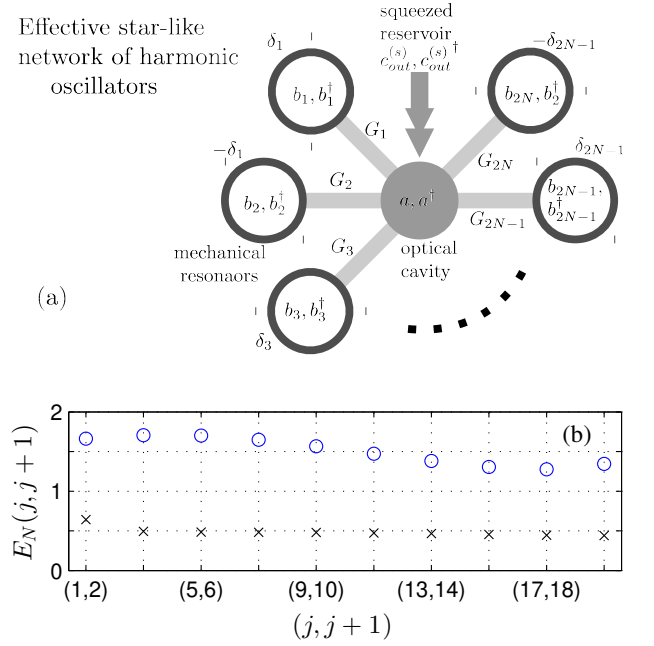 Effective star-like
network of harmonic
oscillators
squeezed
reservoir
c_{out}^{(s)}, c_{out}^{(s)†}
δ_1
−δ_{2N−1}
b_1, b_1^†
b_{2N}, b_2^†
G_1
G_{2N}
−δ_1
δ_{2N−1}
G_2
b_2, b_2^†
a, a^†
b_{2N−1},
b_{2N−1}^†
G_{2N−1}
mechanical
resonaors
G_3
optical
cavity
(a)
b_3, b_3^†
δ_3
2
(b)
1
0
E_N(j, j + 1)
(1,2) (5,6) (9,10) (13,14) (17,18)
(j, j + 1)